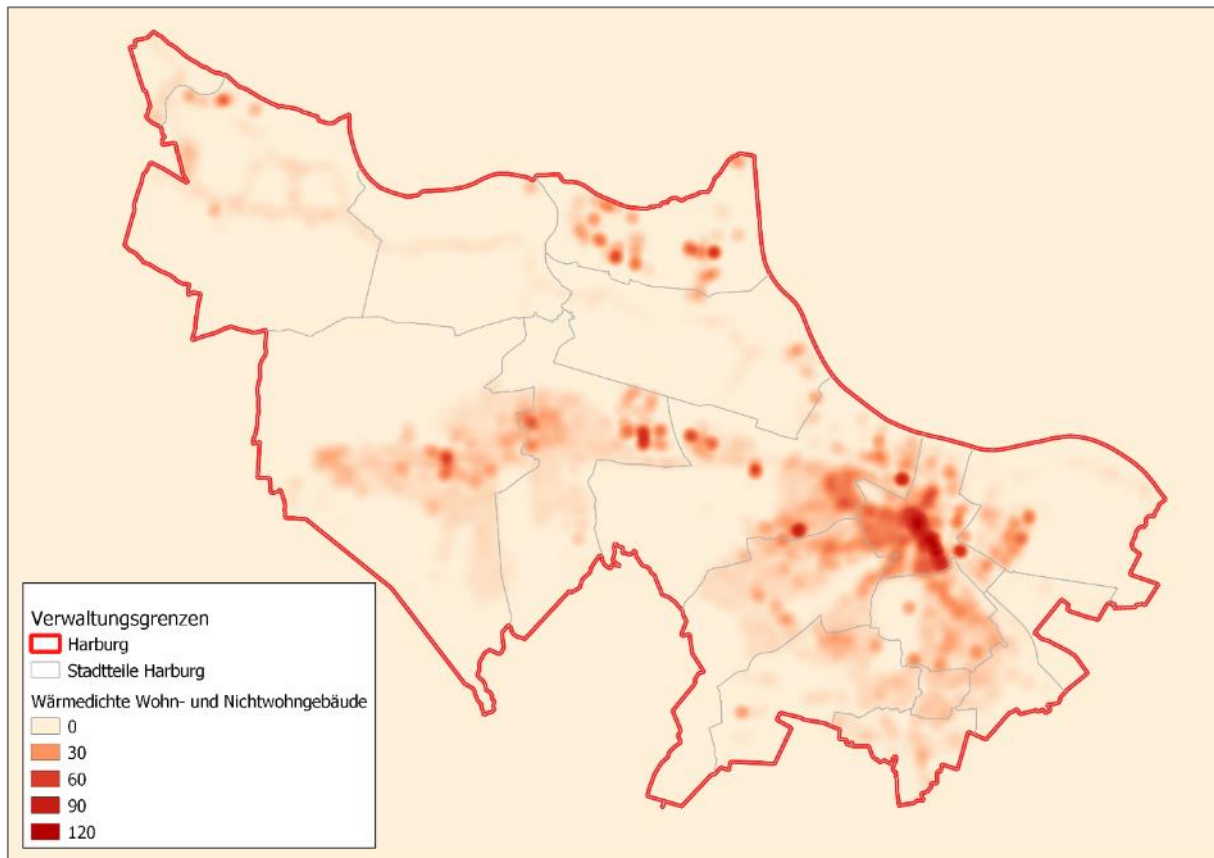 Verwaltungsgrenzen
Harburg
Stadtteile Harburg
Wärmedichte Wohn- und Nichtwohngebäude
0
30
60
90
120